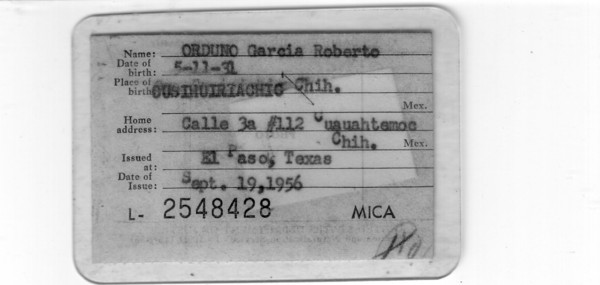 Name: ORDUNO Garcia Roberto
Date of
birth: 5-11-31
Place of
birth CUSIHUIRIACHIC Chih.
Mex.
Home
address: Calle 3a #112 Cuauhtemoc
Chih. Mex.
Issued
at: El Paso, Texas
Date of
Issue: Sept. 19,1956
L- 2548428 MICA